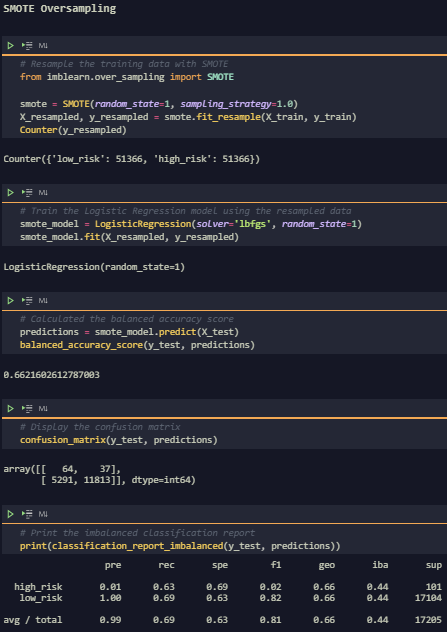 SMOTE Oversampling
M↓
# Resample the training data with SMOTE
from imblearn.over_sampling import SMOTE
smote = SMOTE(random_state=1, sampling_strategy=1.0)
X_resampled, y_resampled = smote.fit_resample(X_train, y_train)
Counter(y_resampled)
Counter({'low_risk': 51366, 'high_risk': 51366})
M↓
# Train the Logistic Regression model using the resampled data
smote_model = LogisticRegression(solver='lbfgs', random_state=1)
smote_model.fit(X_resampled, y_resampled)
LogisticRegression(random_state=1)
M↓
# Calculated the balanced accuracy score
predictions = smote_model.predict(X_test)
balanced_accuracy_score(y_test, predictions)
0.6621602612787003
M↓
# Display the confusion matrix
confusion_matrix(y_test, predictions)
array([[   64,    37],
       [ 5291, 11813]], dtype=int64)
M↓
# Print the imbalanced classification report
print(classification_report_imbalanced(y_test, predictions))
pre rec spe f1 geo iba sup
high_risk 0.01 0.63 0.69 0.02 0.66 0.44 101
low_risk 1.00 0.69 0.63 0.82 0.66 0.44 17104
avg / total 0.99 0.69 0.63 0.81 0.66 0.44 17205